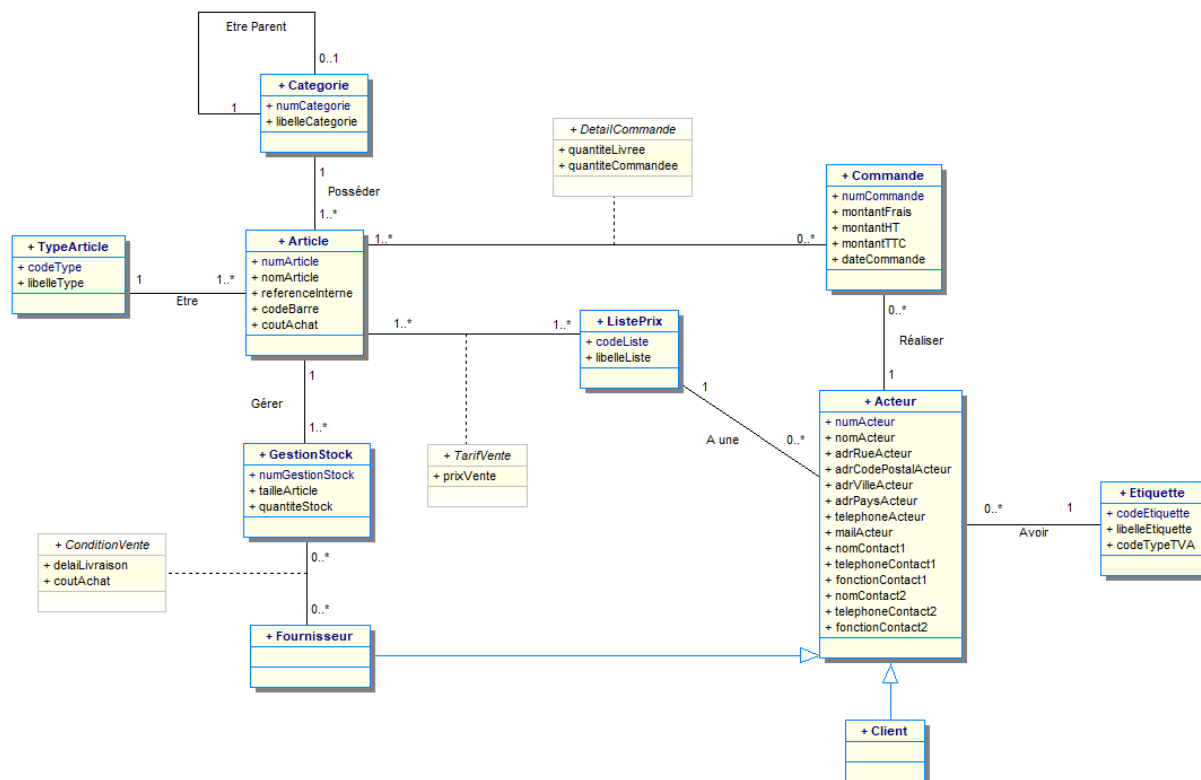 Etre Parent
0..1
1
+ Categorie
+ numCategorie
+ libelleCategorie
1
Posséder
1..*
+ DetailCommande
+ quantiteLivree
+ quantiteCommandee
+ Commande
+ numCommande
+ montantFrais
+ montantHT
+ montantTTC
+ dateCommande
+ TypeArticle
+ codeType
+ libelleType
1
1..*
Etre
+ Article
+ numArticle
+ nomArticle
+ referenceInterne
+ codeBarre
+ coutAchat
1..*
0..*
1..*
1..*
+ ListePrix
+ codeListe
+ libelleListe
0..*
Réaliser
1
1
Gérer
1..*
1
A une
0..*
+ Acteur
+ numActeur
+ nomActeur
+ adrRueActeur
+ adrCodePostalActeur
+ adrVilleActeur
+ adrPaysActeur
+ telephoneActeur
+ mailActeur
+ nomContact1
+ telephoneContact1
+ fonctionContact1
+ nomContact2
+ telephoneContact2
+ fonctionContact2
+ GestionStock
+ numGestionStock
+ tailleArticle
+ quantiteStock
+ TarifVente
+ prixVente
0..*
1
Avoir
+ Etiquette
+ codeEtiquette
+ libelleEtiquette
+ codeTypeTVA
+ ConditionVente
+ delaiLivraison
+ coutAchat
0..*
0..*
+ Fournisseur
+ Client